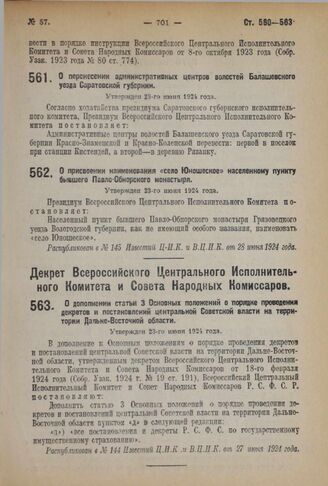 № 57. — 701 — Ст. 560—563
вести в порядке инструкции Всероссийского Центрального Исполнительного
Комитета и Совета Народных Комиссаров от 8-го октября 1923 года (Собр.
Узак. 1923 года № 80 ст. 774).
561. О перенесении административных центров волостей Балашовского
уезда Саратовской губернии.
Утвержден 23-го июня 1924 года.
Согласно ходатайства президиума Саратовского губернского исполнительного
комитета, Президиум Всероссийского Центрального Исполнительного Комитета
постановляет:
Административные центры волостей Балашовского уезда Саратовской
губернии Красно-Знаменской и Красно-Коленской перенести: первой в поселок
при станции Кистендей, а второй—в деревню Рязанку.
562. О присвоении наименования «село Юношеское» населенному пункту
бывшего Павло-Обнорского монастыря.
Утвержден 23-го июня 1924 года.
Президиум Всероссийского Центрального Исполнительного Комитета по-
становляет:
Населенный пункт бывшего Павло-Обнорского монастыря Грязовецкого уезда
Вологодской губернии, как не имеющий особого названия, наименовать
«село Юношеское».
Распубликован в № 145 Известий Ц.И.К. и В.Ц.И.К. от 28 июня 1924 года.
Декрет Всероссийского Центрального Исполнитель-
ного Комитета и Совета Народных Комиссаров.
563. О дополнении статьи 3 Основных положений о порядке проведения
декретов и постановлений центральной Советской власти на терри-
тории Дальне-Восточной области.
Утвержден 23-го июня 1924 года.
В дополнение к Основным положениям о порядке проведения декретов
и постановлений центральной Советской власти на территории Дальне-Восточ-
ной области, утвержденным декретом Всероссийского Центрального Исполнитель-
ного Комитета и Совета Народных Комиссаров от 18-го февраля
1924 года (Собр. Узак. 1924 г. № 19 ст. 191), Всероссийский Центральный
Исполнительный Комитет и Совет Народных Комиссаров Р. С. Ф. С. Р.
постановляют:
Дополнить статью 3 Основных положений о порядке проведения де-
кретов и постановлений центральной Советской власти на территории Дальне-
Восточной области пунктом «д» в следующей редакции:
«д») «все постановления и декреты Р. С. Ф. С. Р. по государственному
имущественному страхованию».
Распубликован в № 144 Известий Ц.И.К. и В.Ц.И.К. от 27 июня 1924 года.